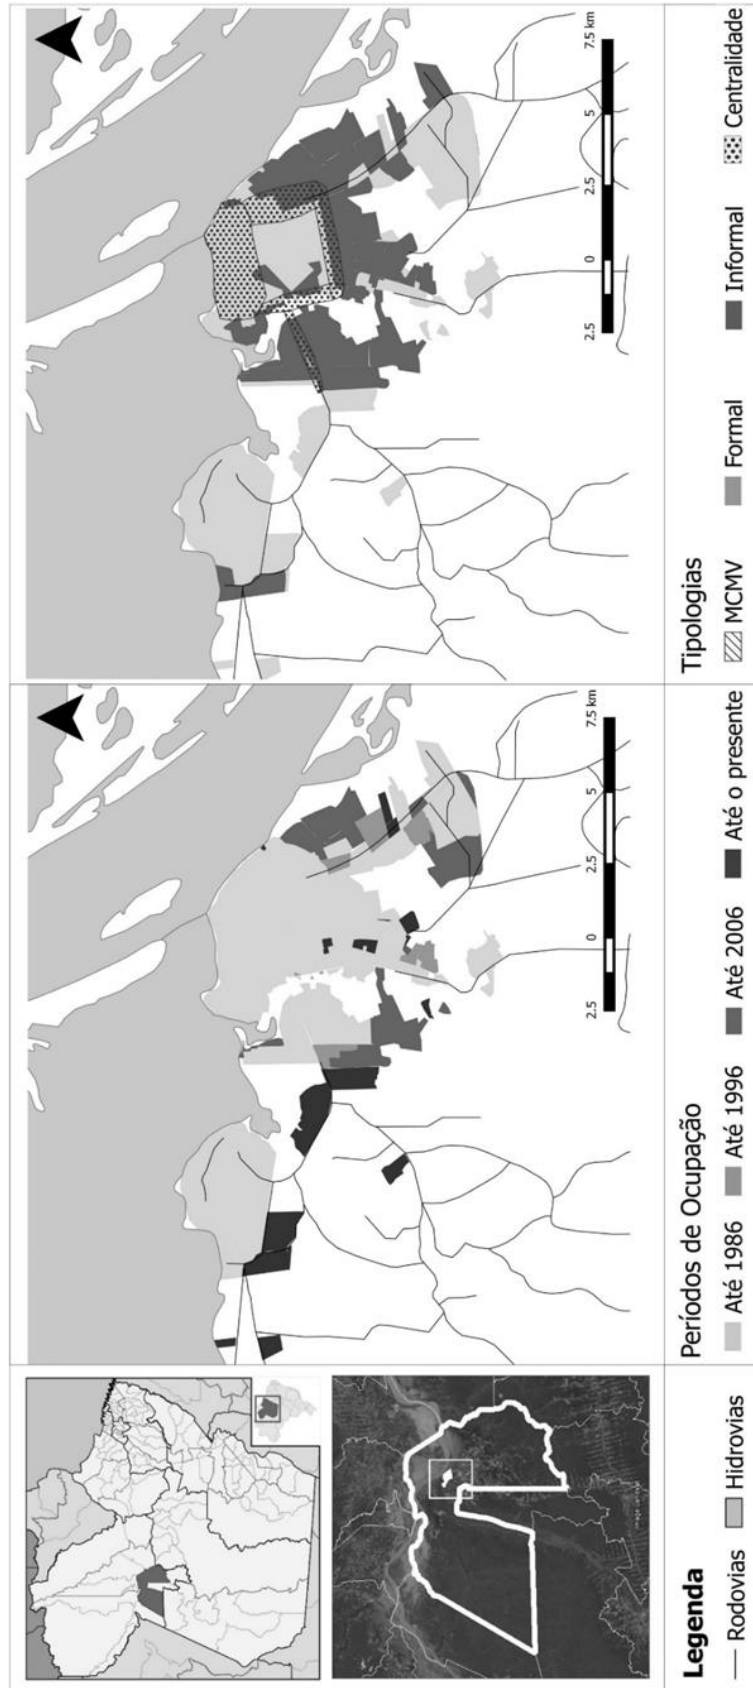 Legenda
Rodovias
Hidrovias
Períodos de Ocupação
Até 1986
Até 1996
Até 2006
Até o presente
2.5 0 2.5 5 7.5 km
Tipologias
MCMV
Formal
Informal
Centralidade
2.5 0 2.5 5 7.5 km